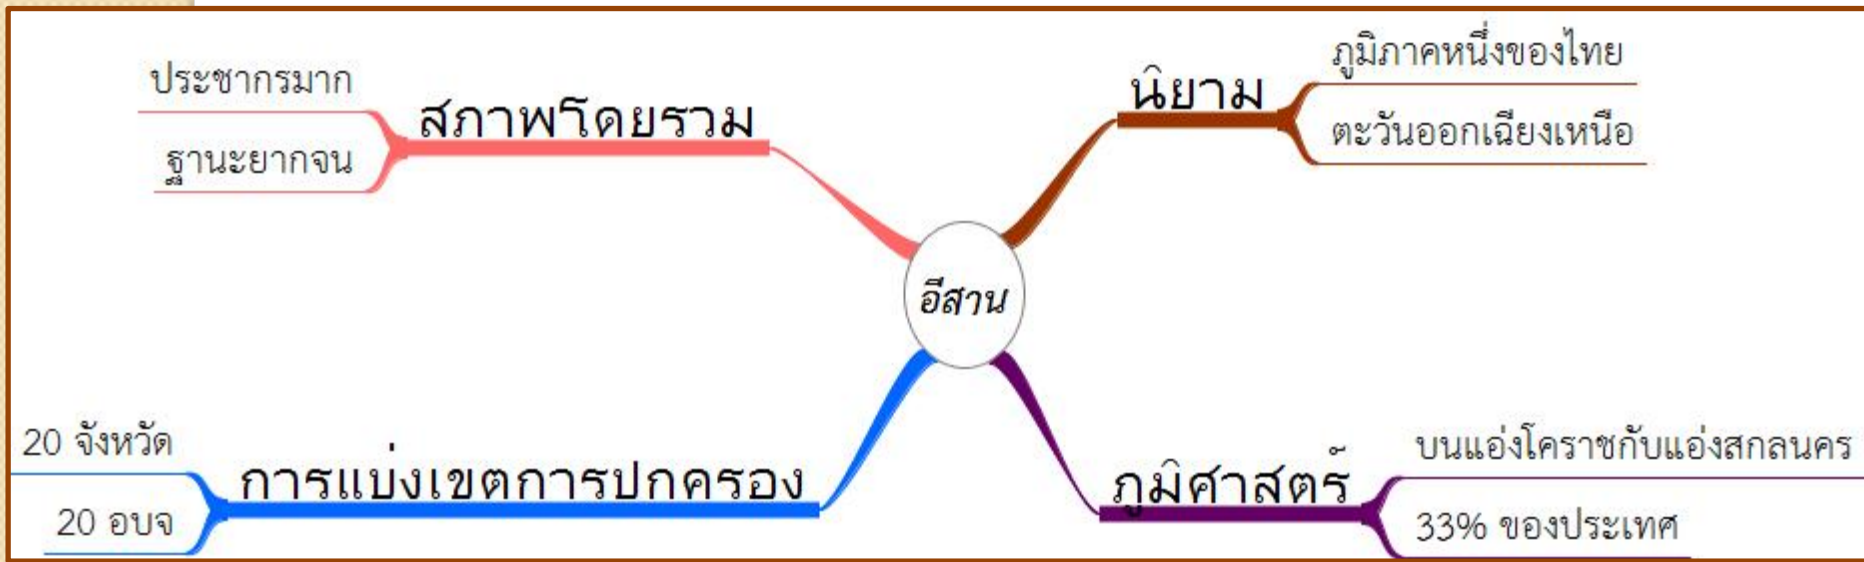 อีสาน
นิยาม
ภูมิภาคหนึ่งของไทย
ตะวันออกเฉียงเหนือ
ภูมิศาสตร์
บนแอ่งโคราชกับแอ่งสกลนคร
33% ของประเทศ
สภาพโดยรวม
ประชากรมาก
ฐานะยากจน
การแบ่งเขตการปกครอง
20 จังหวัด
20 อบจ